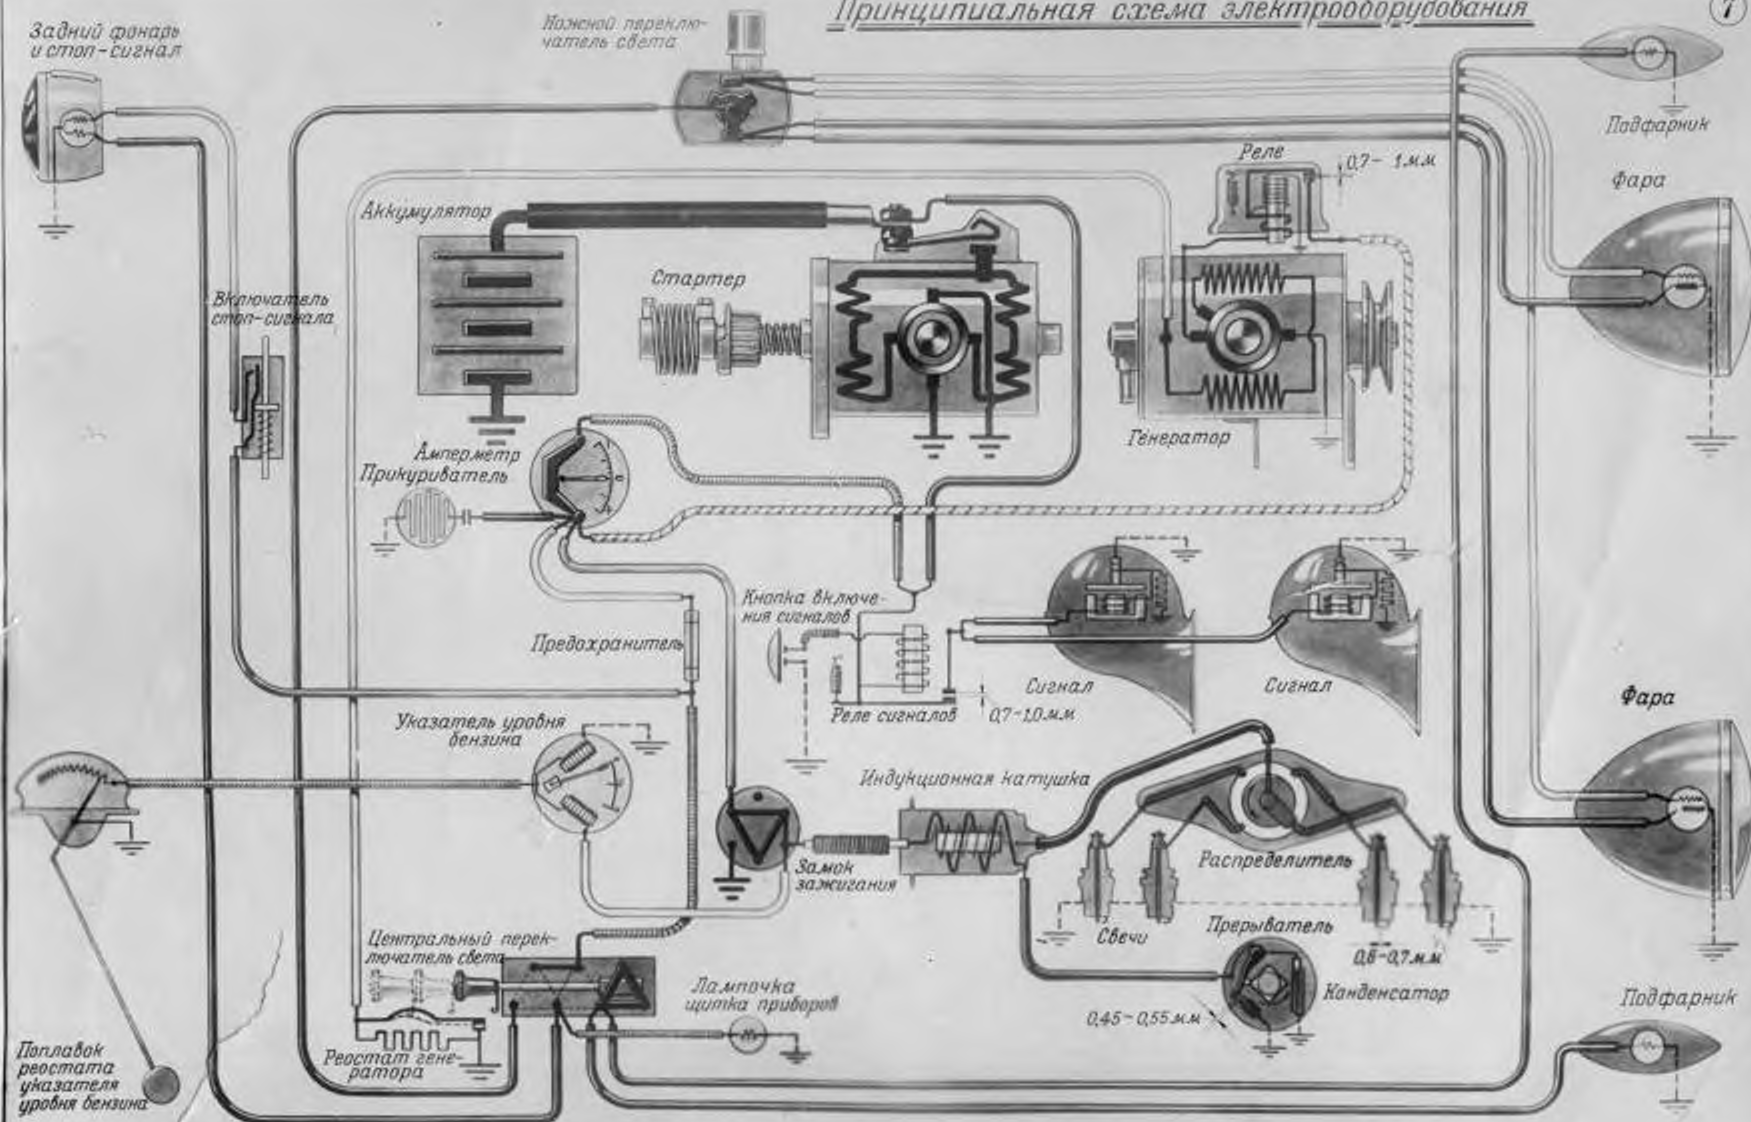 Принципиальная схема электрооборудования
7
Задний фонарь
и стоп-сигнал
Ножной переклю-
чатель света
Подфарник
Реле
0,7- 1мм
Фара
Аккумулятор
Стартер
Включатель
стоп-сигнала
Генератор
Амперметр
Прикуриватель
Кнопка включе-
ния сигналов
Предохранитель
Сигнал
Сигнал
Реле сигналов
0,7-1,0мм
Фара
Указатель уровня
бензина
Индукционная катушка
Распределитель
Замок
зажигания
Свечи
Прерыватель
0,6-0,7мм
Центральный перек-
лючатель света
Лампочка
щитка приборов
Конденсатор
0,45-0,55мм
Подфарник
Реостат гене-
ратора
Поплавок
реостата
указателя
уровня бензина